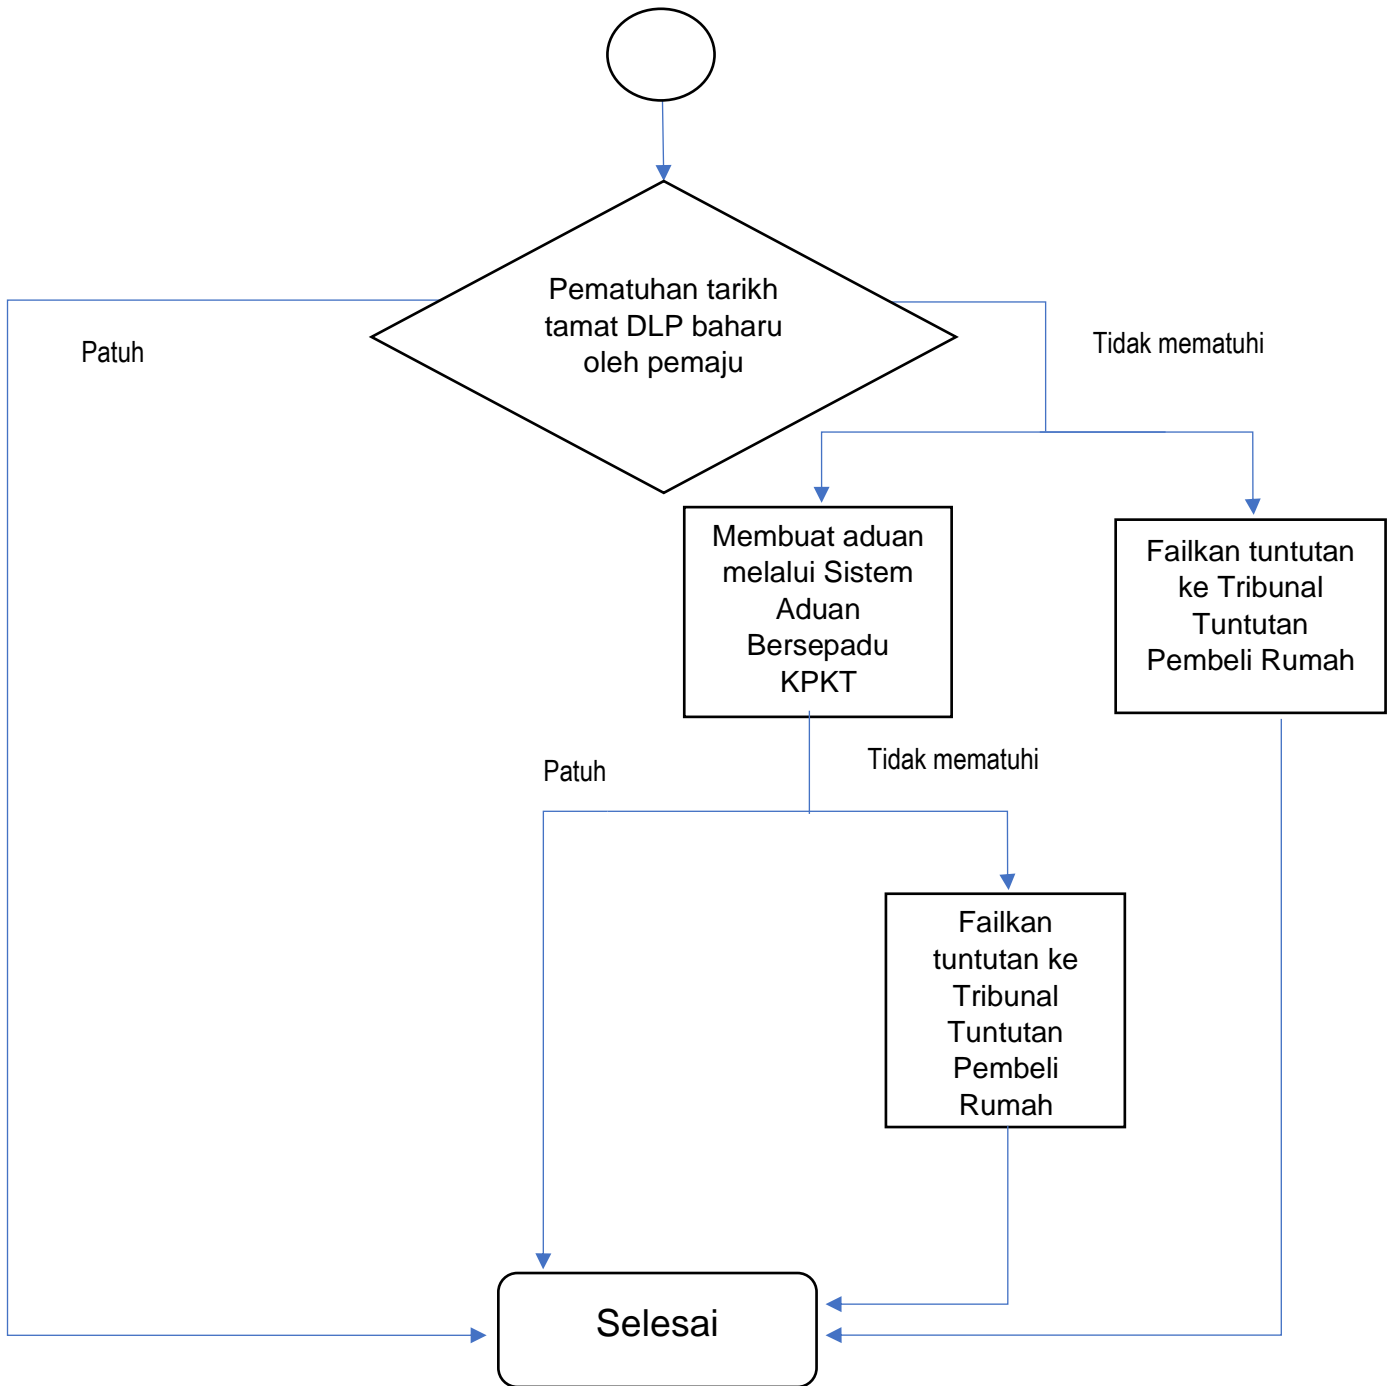 Pematuhan tarikh
tamat DLP baharu
oleh pemaju
Patuh
Tidak mematuhi
Membuat aduan
melalui Sistem
Aduan
Bersepadu
KPKT
Failkan tuntutan
ke Tribunal
Tuntutan
Pembeli Rumah
Patuh
Tidak mematuhi
Failkan
tuntutan ke
Tribunal
Tuntutan
Pembeli
Rumah
Selesai